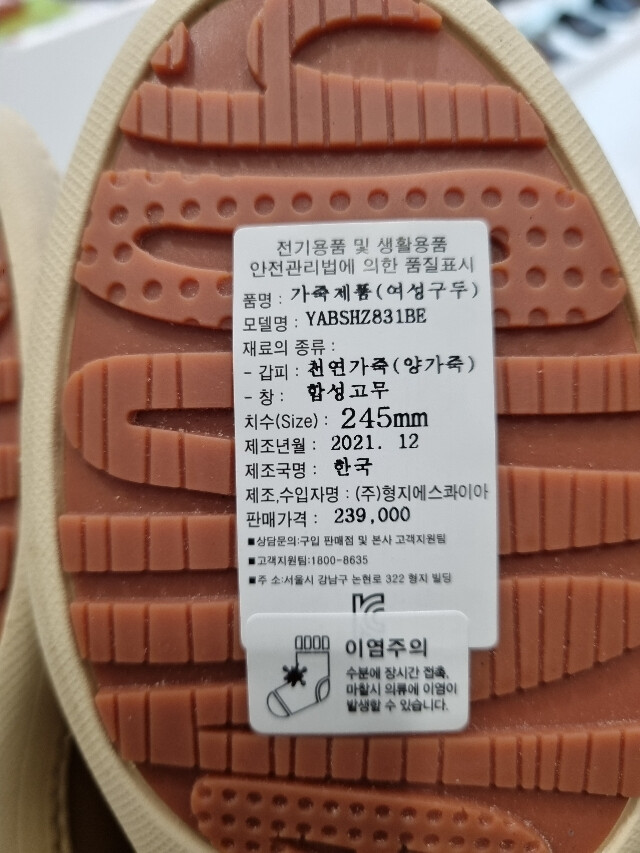 전기용품 및 생활용품
안전관리법에 의한 품질표시
품명 : 가죽제품(여성구두)
모델명 : YABSHZ831BE
재료의 종류 :
- 갑피 : 천연가죽(양가죽)
- 창 : 합성고무
치수(Size) : 245mm
제조년월 : 2021. 12
제조국명 : 한국
제조,수입자명 : (주)형지에스콰이아
판매가격 : 239,000
■상담문의:구입 판매점 및 본사 고객지원팀
■고객지원팀:1800-8635
■주 소:서울시 강남구 논현로 322 형지 빌딩
이염주의
수분에 장시간 접촉,
마찰시 의류에 이염이
발생할 수 있습니다.